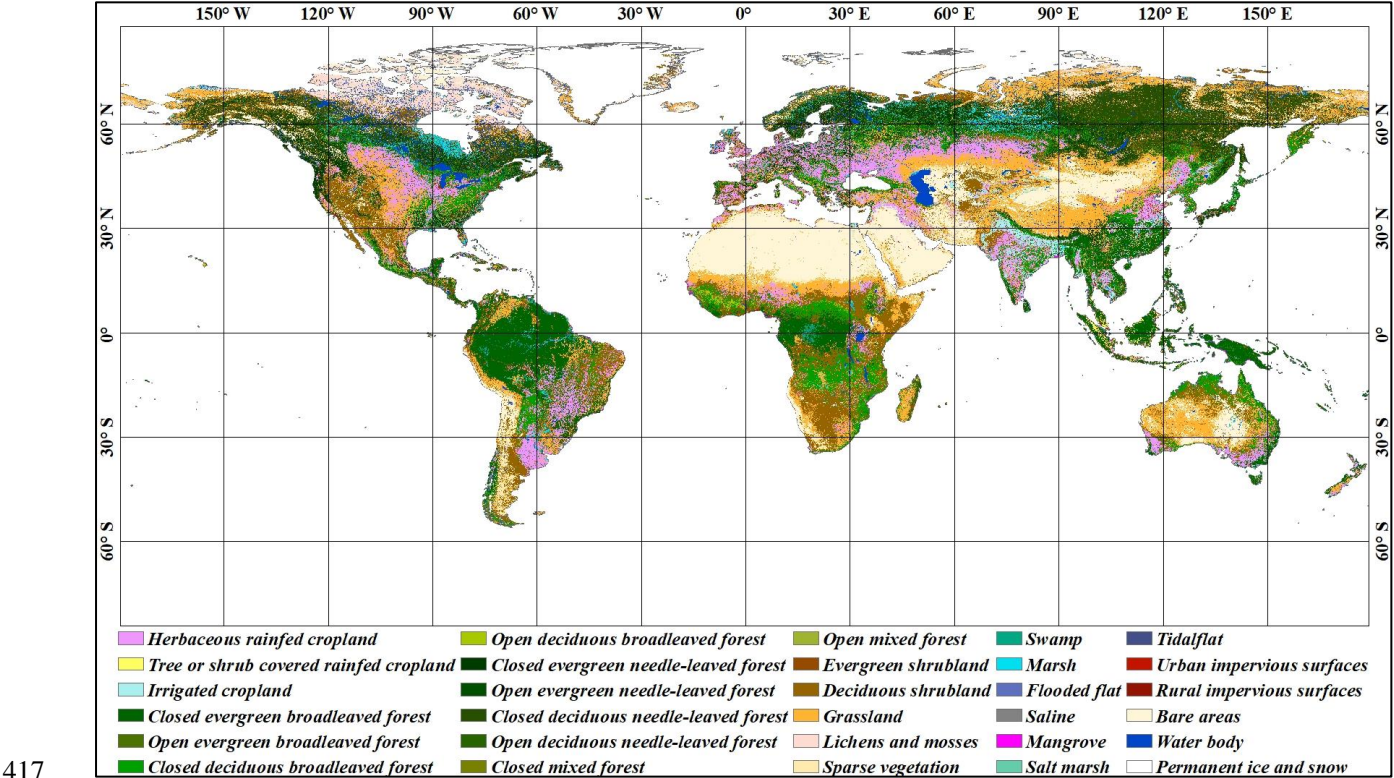 150° W 120° W 90° W 60° W 30° W 0° 30° E 60° E 90° E 120° E 150° E
60° N 60° N
30° N 30° N
0° 0°
30° S 30° S
60° S 60° S
Herbaceous rainfed cropland Open deciduous broadleaved forest Open mixed forest Swamp Tidalflat
Tree or shrub covered rainfed cropland Closed evergreen needle-leaved forest Evergreen shrubland Marsh Urban impervious surfaces
Irrigated cropland Open evergreen needle-leaved forest Deciduous shrubland Flooded flat Rural impervious surfaces
Closed evergreen broadleaved forest Closed deciduous needle-leaved forest Grassland Saline Bare areas
Open evergreen broadleaved forest Open deciduous needle-leaved forest Lichens and mosses Mangrove Water body
417 Closed deciduous broadleaved forest Closed mixed forest Sparse vegetation Salt marsh Permanent ice and snow